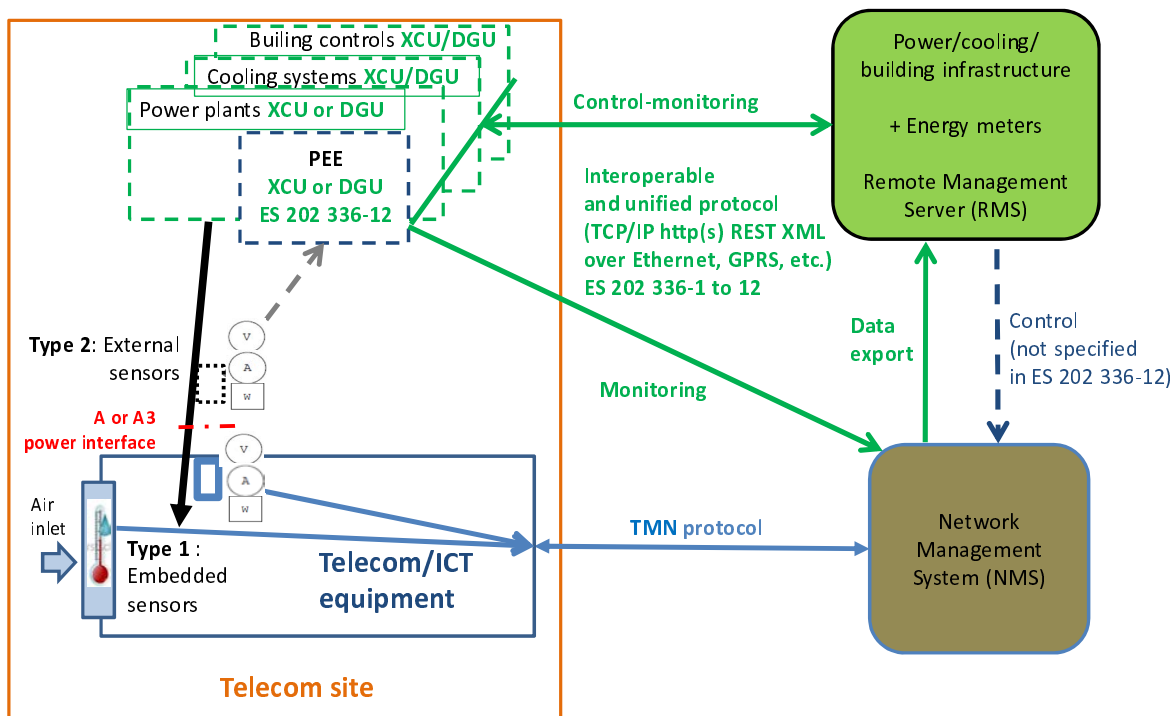 Builing controls XCU/DGU
Cooling systems XCU/DGU
Power plants XCU or DGU
PEE
XCU or DGU
ES 202 336-12
Control-monitoring
Power/cooling/
building infrastructure
+ Energy meters
Remote Management
Server (RMS)
Interoperable
and unified protocol
(TCP/IP http(s) REST XML
over Ethernet, GPRS, etc.)
ES 202 336-1 to 12
Data
export
Control
(not specified
in ES 202 336-12)
Monitoring
Type 2: External
sensors
V
A
W
A or A3
power interface
V
A
W
Air
inlet
Type 1 :
Embedded
sensors
Telecom/ICT
equipment
TMN protocol
Network
Management
System (NMS)
Telecom site